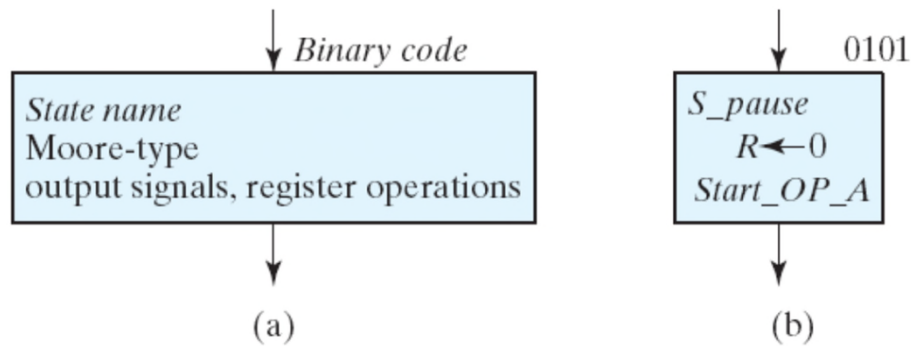 Binary code
State name
Moore-type
output signals, register operations
(a)
0101
S_pause
R←0
Start_OP_A
(b)